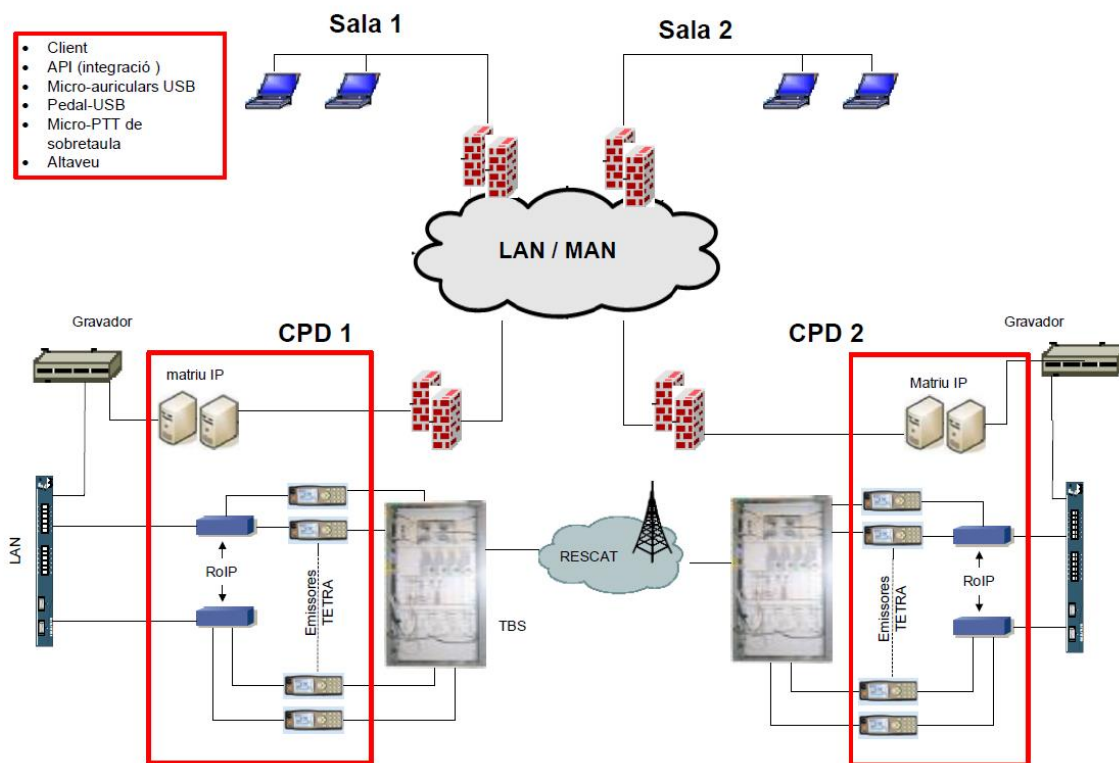 Sala 1
Sala 2
• Client
• API (integració )
• Micro-auriculars USB
• Pedal-USB
• Micro-PTT de
sobretaula
• Altaveu
LAN / MAN
Gravador
CPD 1
CPD 2
Gravador
matriu IP
Matriu IP
LAN
RoIP
Emissores
TETRA
TBS
RESCAT
Emissores
TETRA
RoIP